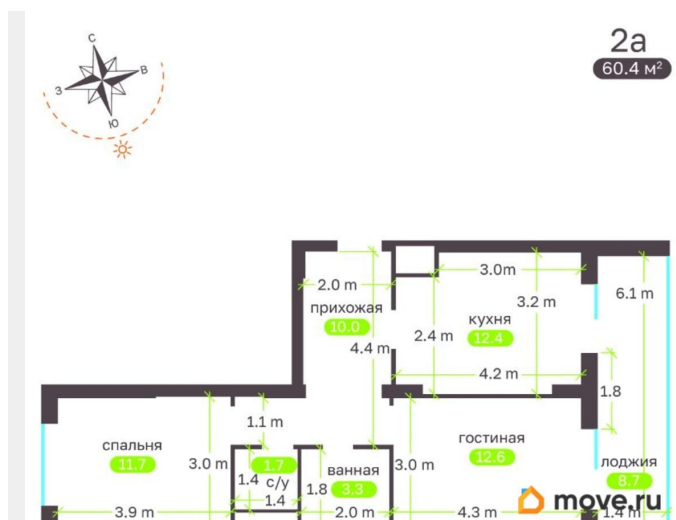 С
В
З
Ю
2а
60.4 м²
2.0 m
прихожая
10.0
4.4 m
3.0m
3.2 m
кухня
12.4
2.4 m
4.2 m
6.1 m
1.8
1.1 m
спальня
11.7
3.0 m
3.9 m
1.7
с/у
1.4
1.4
ванная
3.3
1.8
2.0 m
гостиная
12.6
3.0 m
4.3 m
лоджия
8.7
1.4 m
move.ru